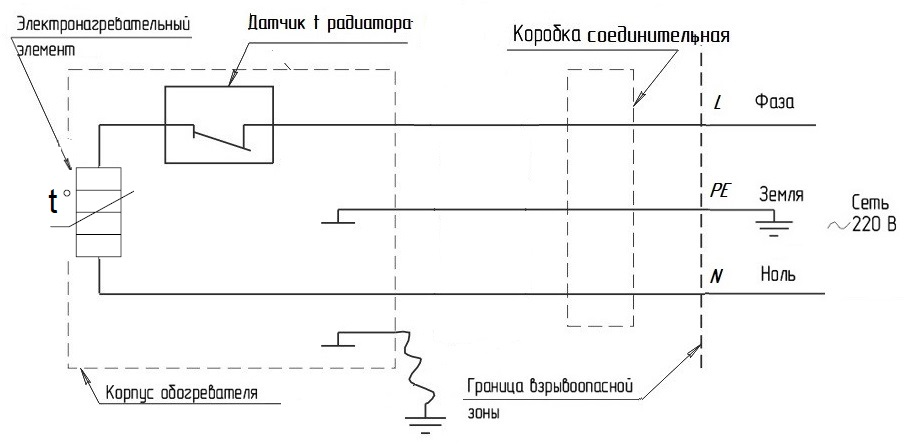 Электронагревательный
элемент
Датчик t радиатора
Коробка соединительная
L Фаза
t°
PE Земля
Сеть
~ 220 В
N Ноль
Корпус обогревателя
Граница взрывоопасной
зоны